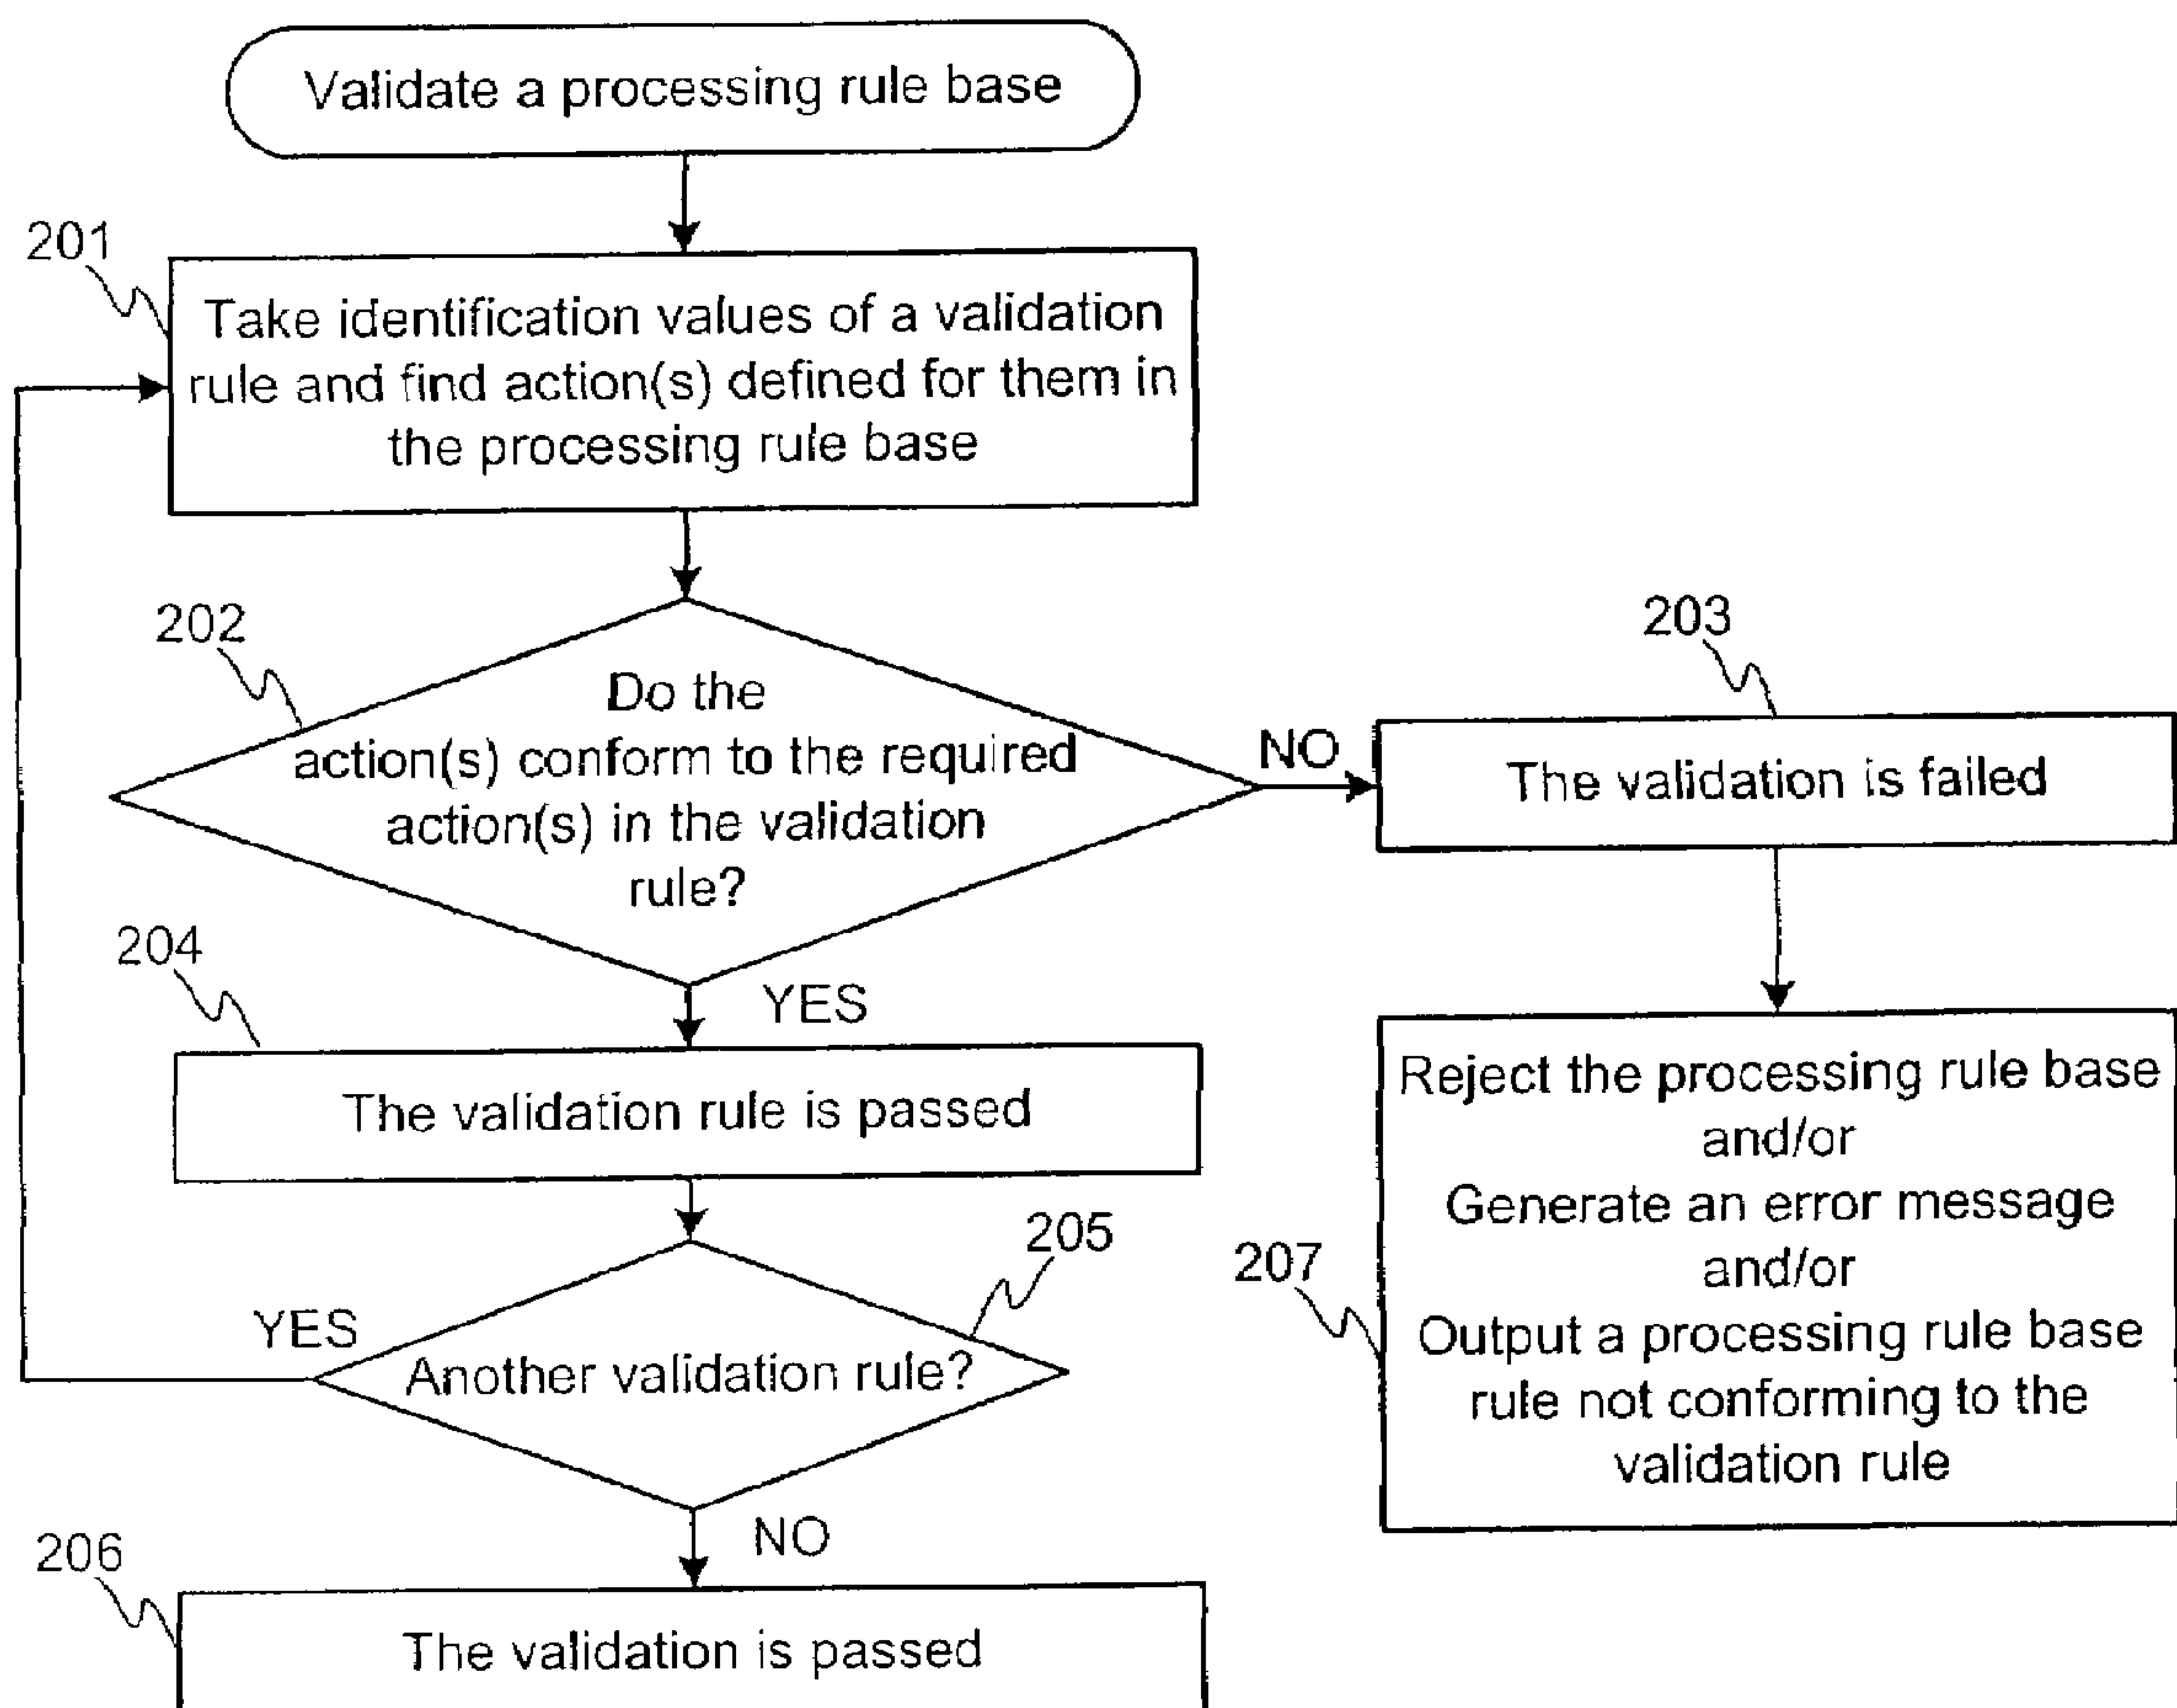 Validate a processing rule base
201
Take identification values of a validation
rule and find action(s) defined for them in
the processing rule base
202
Do the
action(s) conform to the required
action(s) in the validation
rule?
NO
203
The validation is failed
204
YES
The validation rule is passed
205
YES
Another validation rule?
207
Reject the processing rule base
and/or
Generate an error message
and/or
Output a processing rule base
rule not conforming to the
validation rule
NO
206
The validation is passed